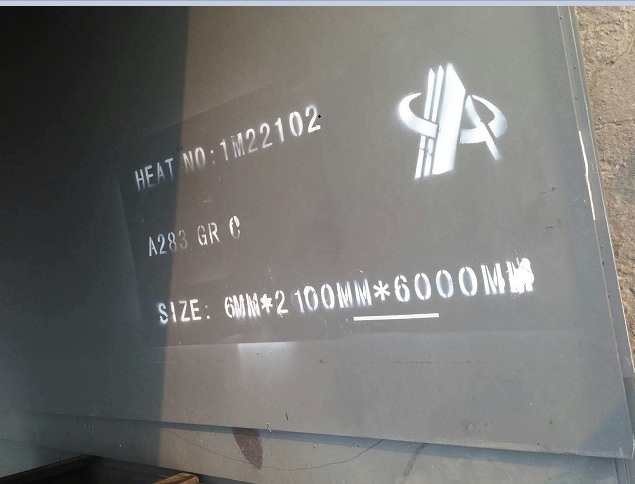 HEAT NO: 1M22102
A283 GR C
SIZE: 6MM*2100MM*6000MM